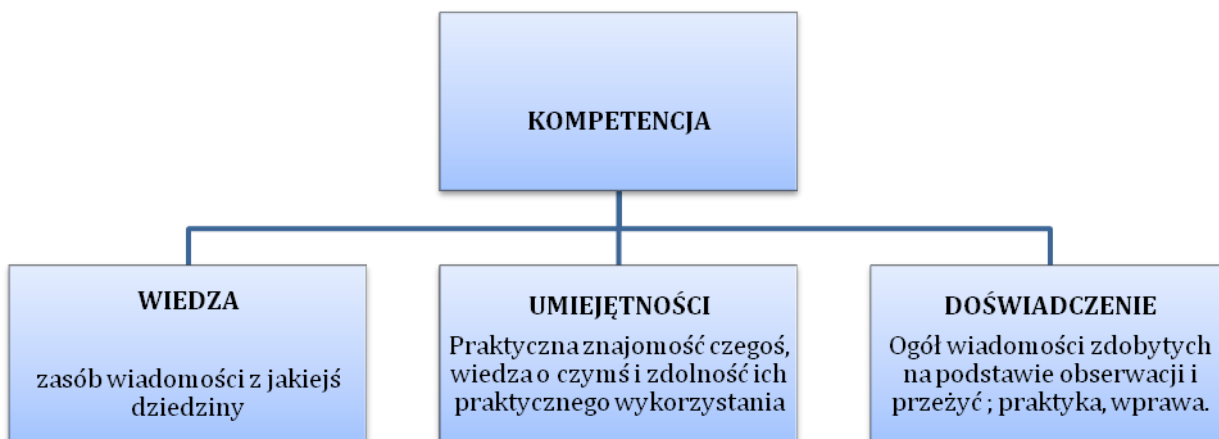 KOMPETENCJA
WIEDZA
zasób wiadomości z jakiejś
dziedziny
UMIEJĘTNOŚCI
Praktyczna znajomość czegoś,
wiedza o czymś i zdolność ich
praktycznego wykorzystania
DOŚWIADCZENIE
Ogół wiadomości zdobytych
na podstawie obserwacji i
przeżyć ; praktyka, wprawa.